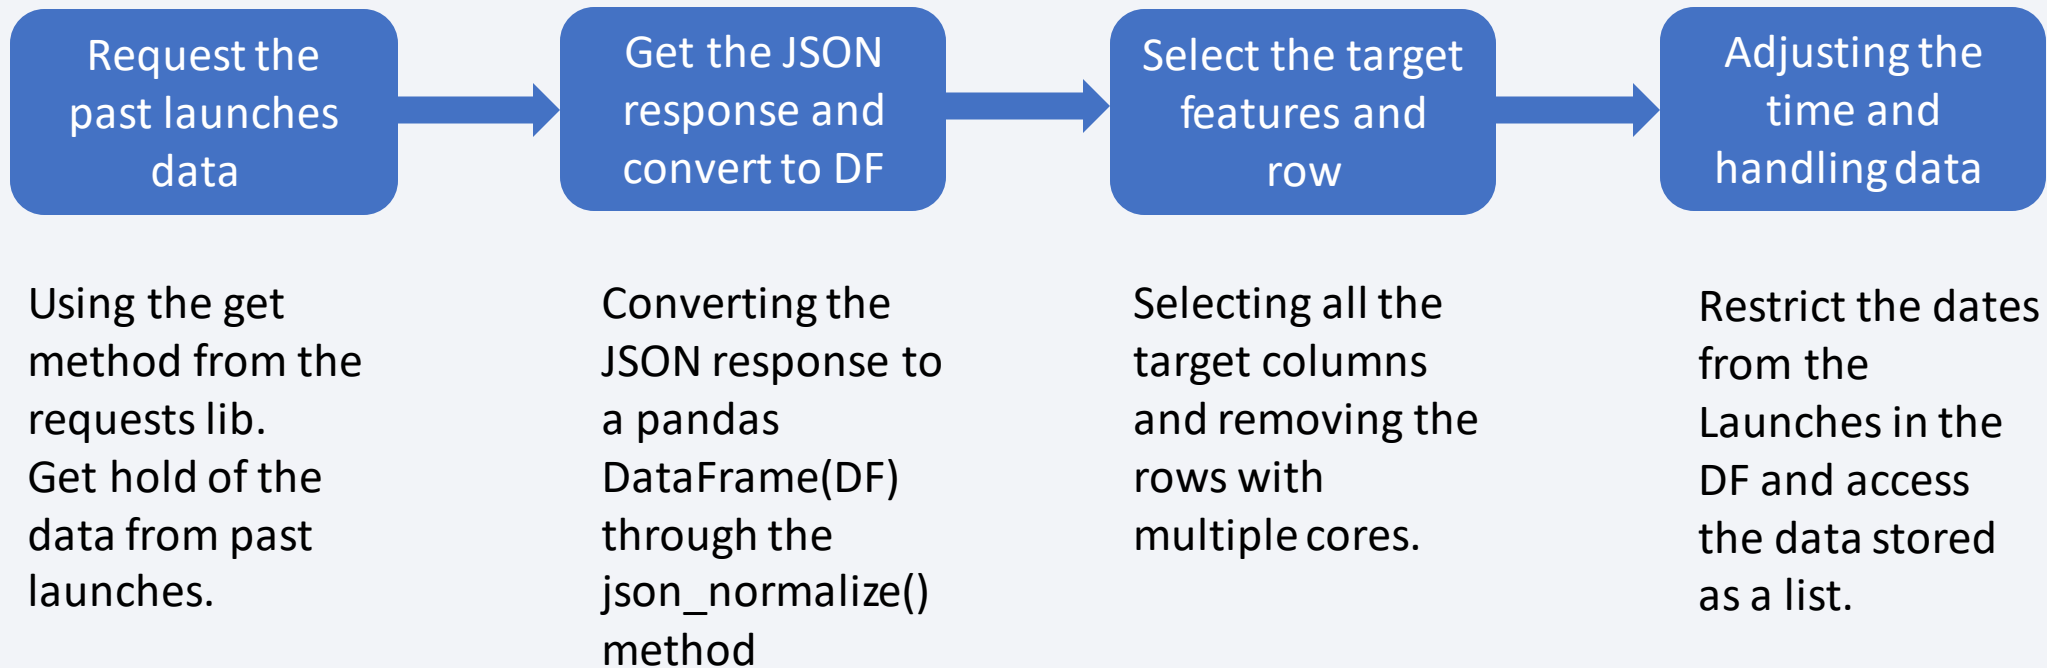 Request the
past launches
data
Get the JSON
response and
convert to DF
Select the target
features and
row
Adjusting the
time and
handling data
Using the get
method from the
requests lib.
Get hold of the
data from past
launches.
Converting the
JSON response to
a pandas
DataFrame(DF)
through the
json_normalize()
method
Selecting all the
target columns
and removing the
rows with
multiple cores.
Restrict the dates
from the
Launches in the
DF and access
the data stored
as a list.